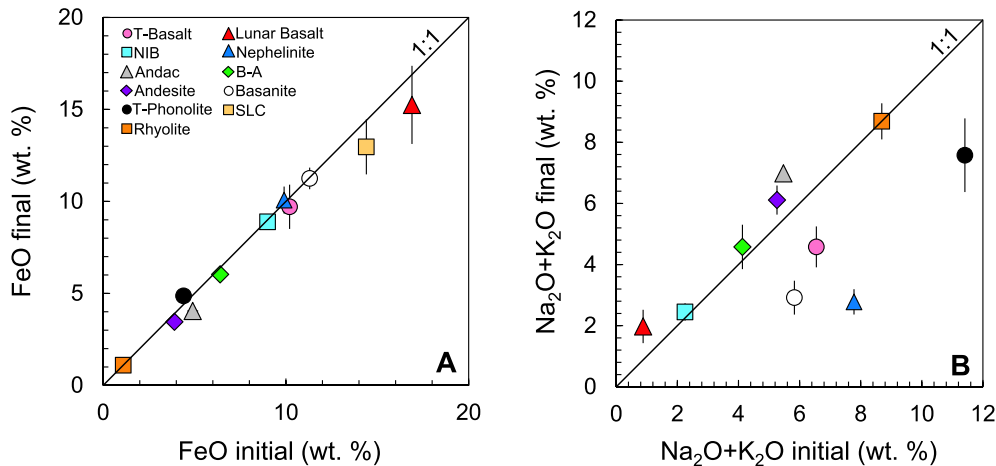 20
15
10
5
0
FeO final (wt. %)
T-Basalt
Lunar Basalt
NIB
Nephelinite
Andac
B-A
Andesite
Basanite
T-Phonolite
SLC
Rhyolite
1:1
A
0
10
20
FeO initial (wt. %)
12
10
8
6
4
2
0
Na₂O+K₂O final (wt. %)
1:1
B
0
2
4
6
8
10
12
Na₂O+K₂O initial (wt. %)